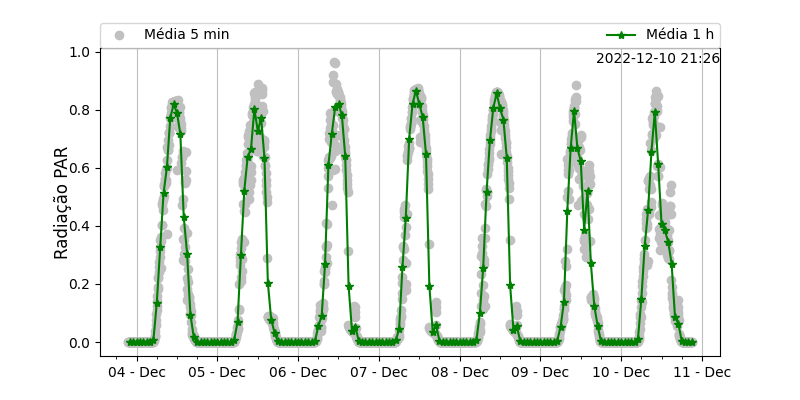 Média 5 min
Média 1 h
2022-12-10 21:26
Radiação PAR
1.0
0.8
0.6
0.4
0.2
0.0
04 - Dec
05 - Dec
06 - Dec
07 - Dec
08 - Dec
09 - Dec
10 - Dec
11 - Dec